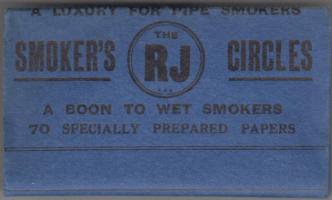 A LUXURY FOR PIPE SMOKERS
SMOKER'S THE RJ CIRCLES
A BOON TO WET SMOKERS
70 SPECIALLY PREPARED PAPERS